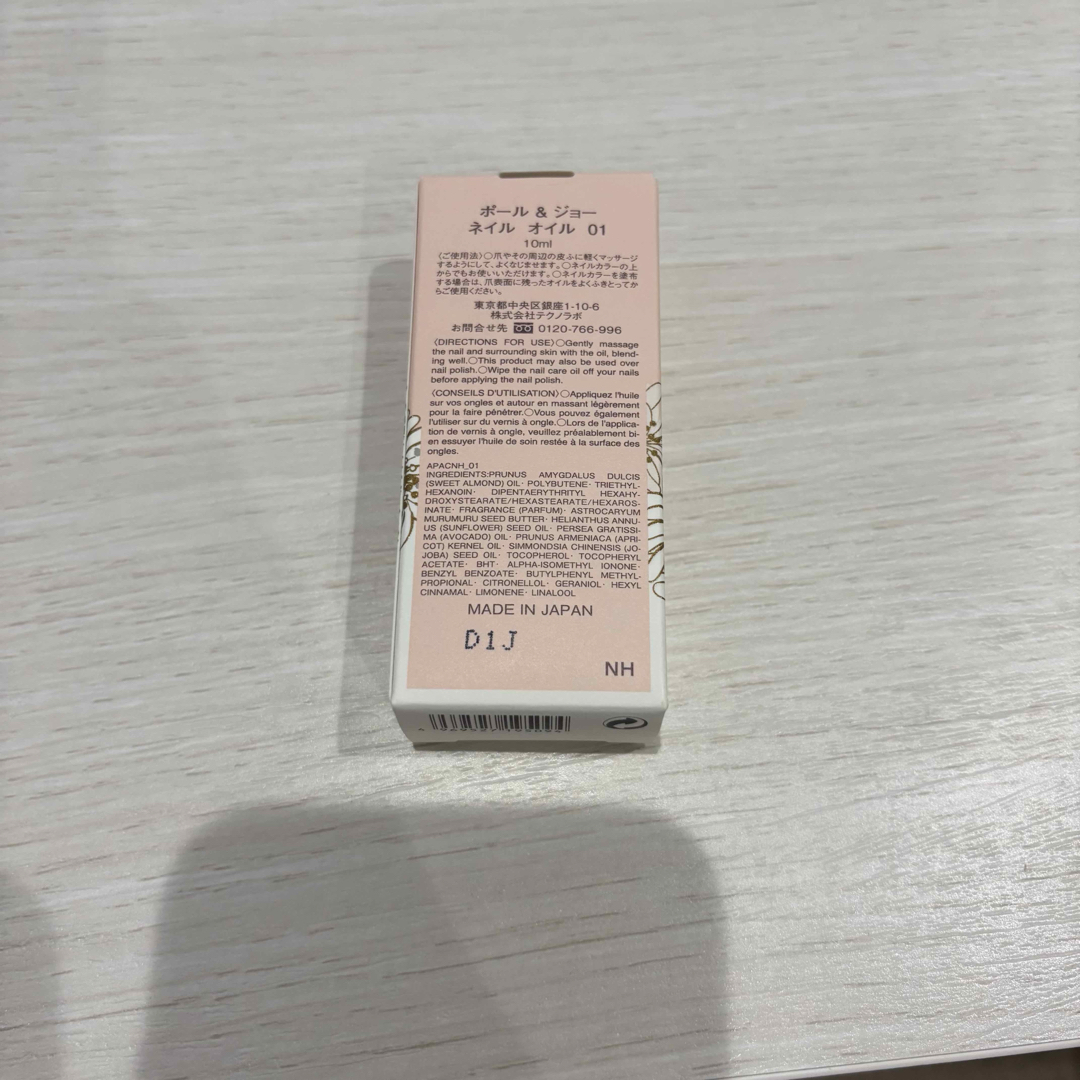 ポール & ジョー
ネイル オイル 01
10ml
〈ご使用法〉○爪やその周辺の皮ふに軽くマッサージ
するようにして、よくなじませます。○ネイルカラーの上
からでもお使いいただけます。○ネイルカラーを塗布
する場合は、爪表面に残ったオイルをよくふきとってか
らご使用ください。
東京都中央区銀座1-10-6
株式会社テクノラボ
お問合せ先 0120-766-996
〈DIRECTIONS FOR USE〉○Gently massage
the nail and surrounding skin with the oil, blend-
ing well.○This product may also be used over
nail polish.○Wipe the nail care oil off your nails
before applying the nail polish.
〈CONSEILS D'UTILISATION〉○Appliquez l'huile
sur vos ongles et autour en massant légèrement
pour la faire pénétrer.○Vous pouvez également
l'utiliser sur du vernis à ongle.○Lors de l'applica-
tion de vernis à ongle, veuillez préalablement bi-
en essuyer l'huile de soin restée à la surface des
ongles.
APACNH_01
INGREDIENTS:PRUNUS AMYGDALUS DULCIS
(SWEET ALMOND) OIL· POLYBUTENE· TRIETHYL-
HEXANOIN· DIPENTAERYTHRITYL HEXAHY-
DROXYSTEARATE/HEXASTEARATE/HEXAROS-
INATE· FRAGRANCE (PARFUM)· ASTROCARYUM
MURUMURU SEED BUTTER· HELIANTHUS ANNU-
US (SUNFLOWER) SEED OIL· PERSEA GRATISSI-
MA (AVOCADO) OIL· PRUNUS ARMENIACA (APRI-
COT) KERNEL OIL· SIMMONDSIA CHINENSIS (JO-
JOBA) SEED OIL· TOCOPHEROL· TOCOPHERYL
ACETATE· BHT· ALPHA-ISOMETHYL IONONE·
BENZYL BENZOATE· BUTYLPHENYL METHYL-
PROPIONAL· CITRONELLOL· GERANIOL· HEXYL
CINNAMAL· LIMONENE· LINALOOL
MADE IN JAPAN
D1J
NH